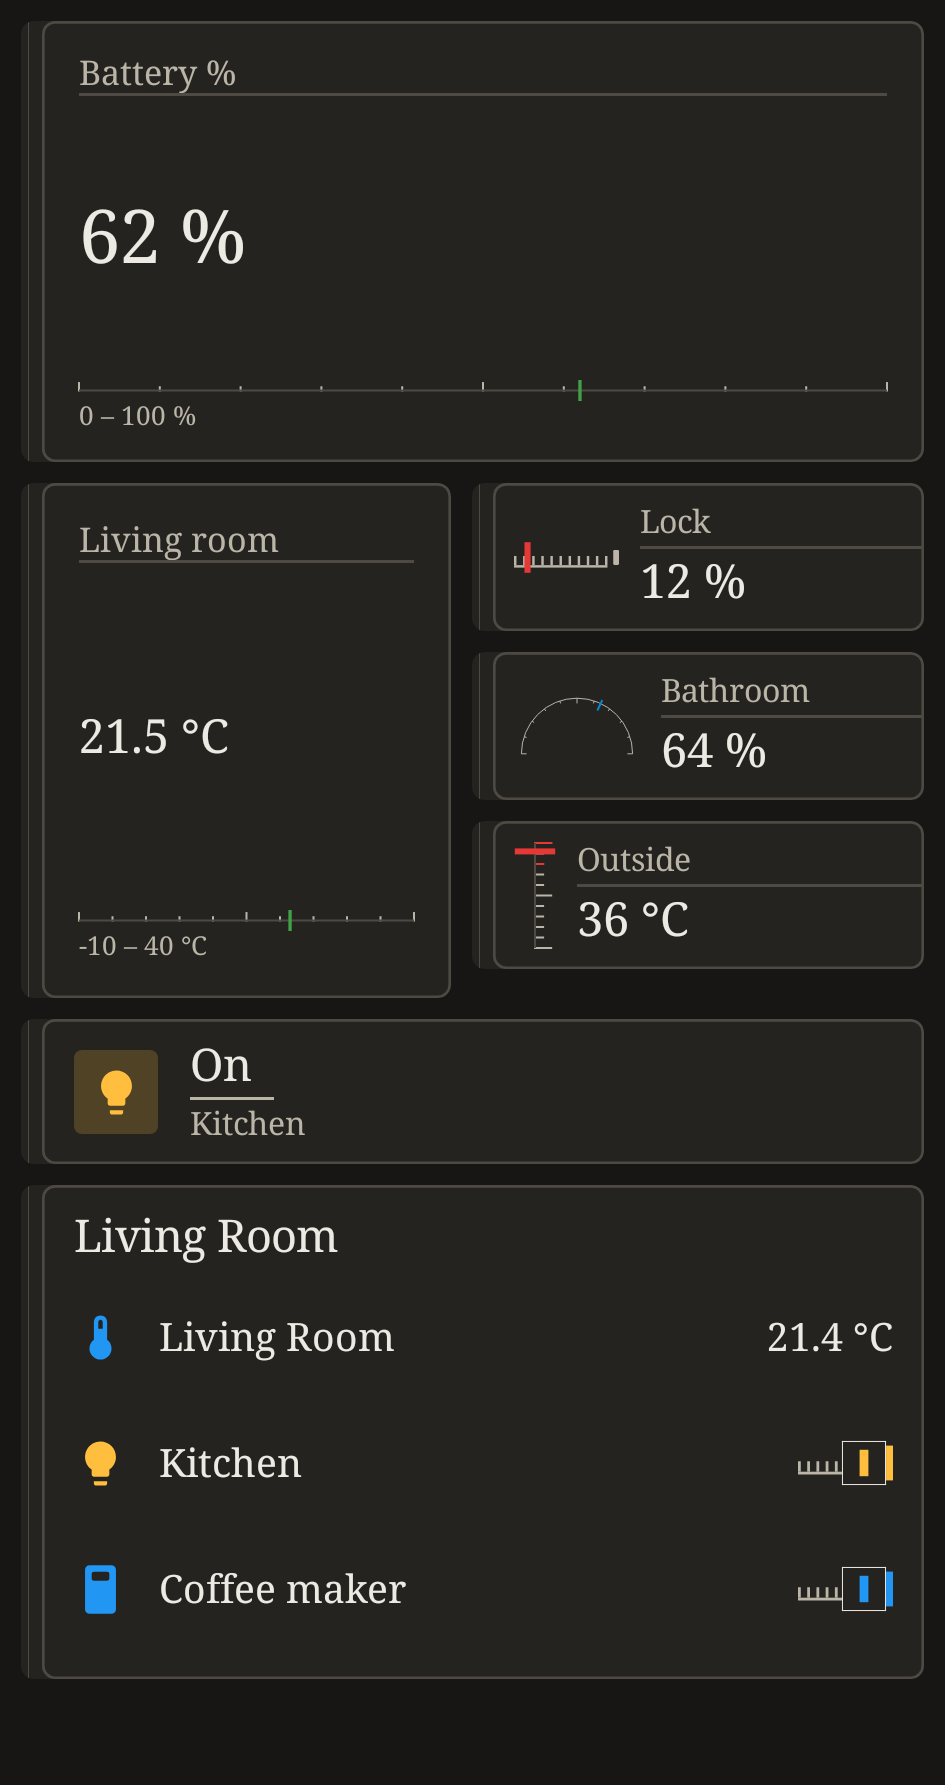 Battery %
62 %
0 – 100 %
Living room
21.5 °C
-10 – 40 °C
Lock
12 %
Bathroom
64 %
Outside
36 °C
On
Kitchen
Living Room
Living Room 21.4 °C
Kitchen
Coffee maker